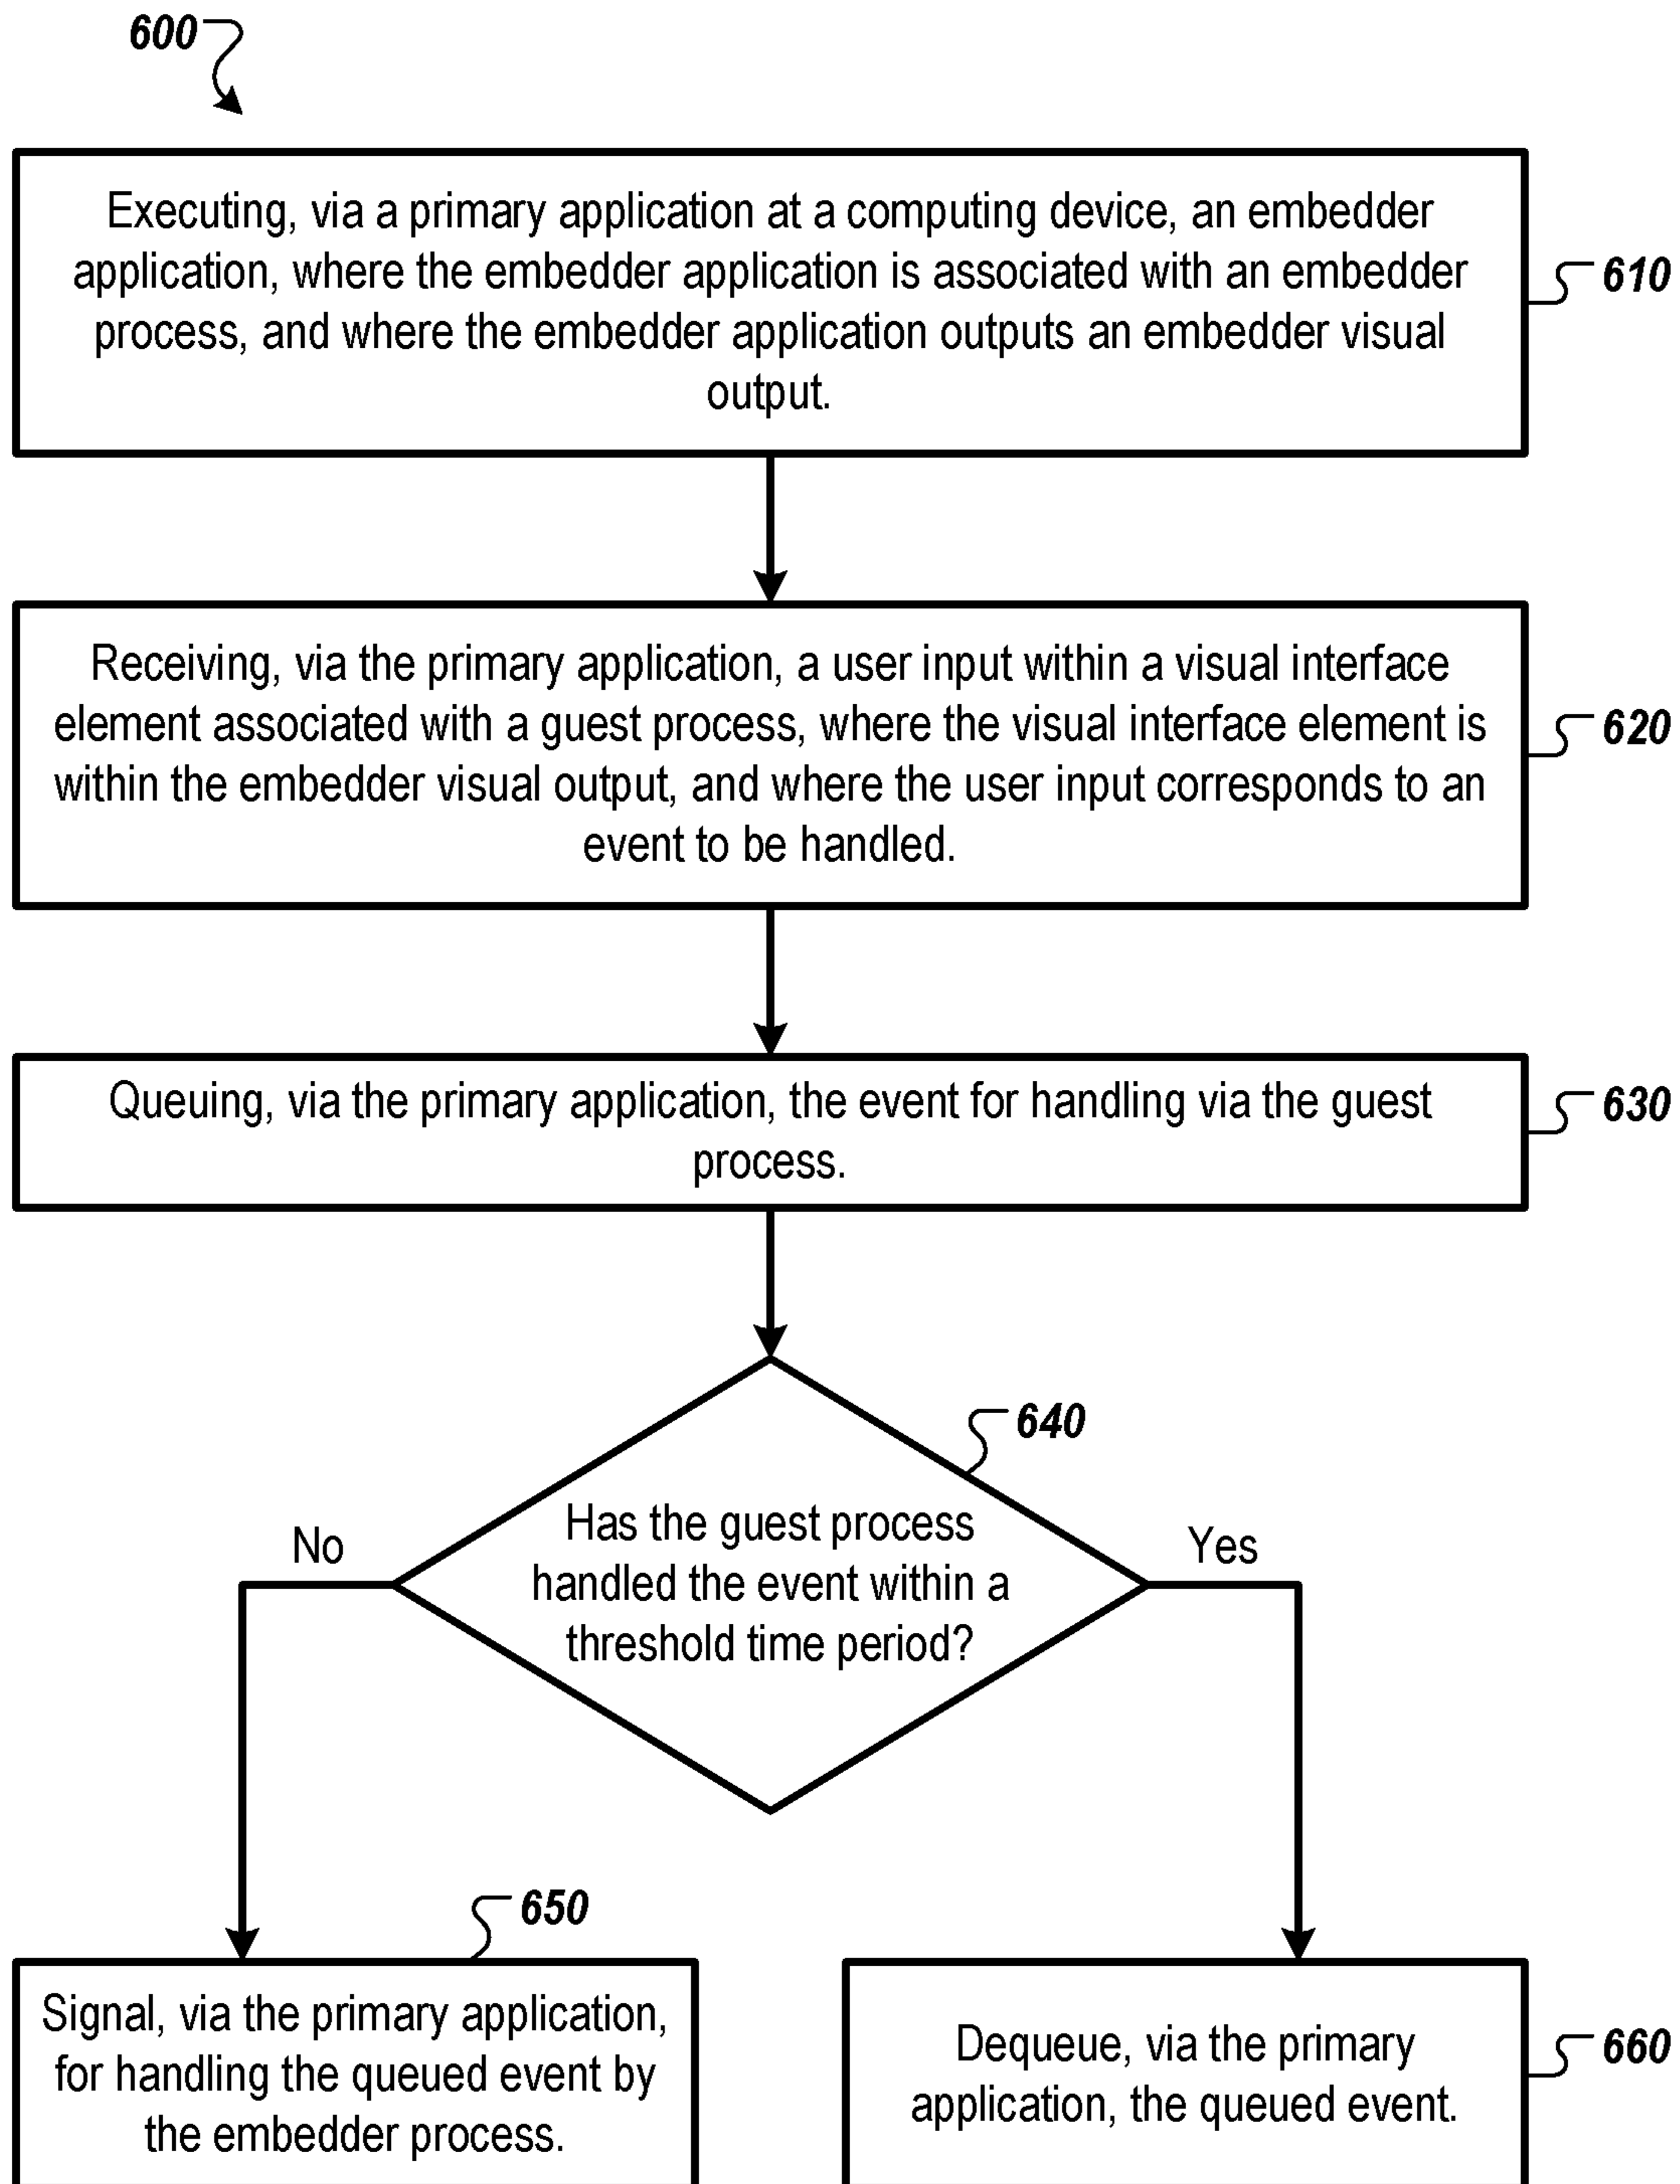 600
Executing, via a primary application at a computing device, an embedder
application, where the embedder application is associated with an embedder
process, and where the embedder application outputs an embedder visual
output.
610
Receiving, via the primary application, a user input within a visual interface
element associated with a guest process, where the visual interface element is
within the embedder visual output, and where the user input corresponds to an
event to be handled.
620
Queuing, via the primary application, the event for handling via the guest
process.
630
640
Has the guest process
handled the event within a
threshold time period?
No
Yes
650
Signal, via the primary application,
for handling the queued event by
the embedder process.
Dequeue, via the primary
application, the queued event.
660